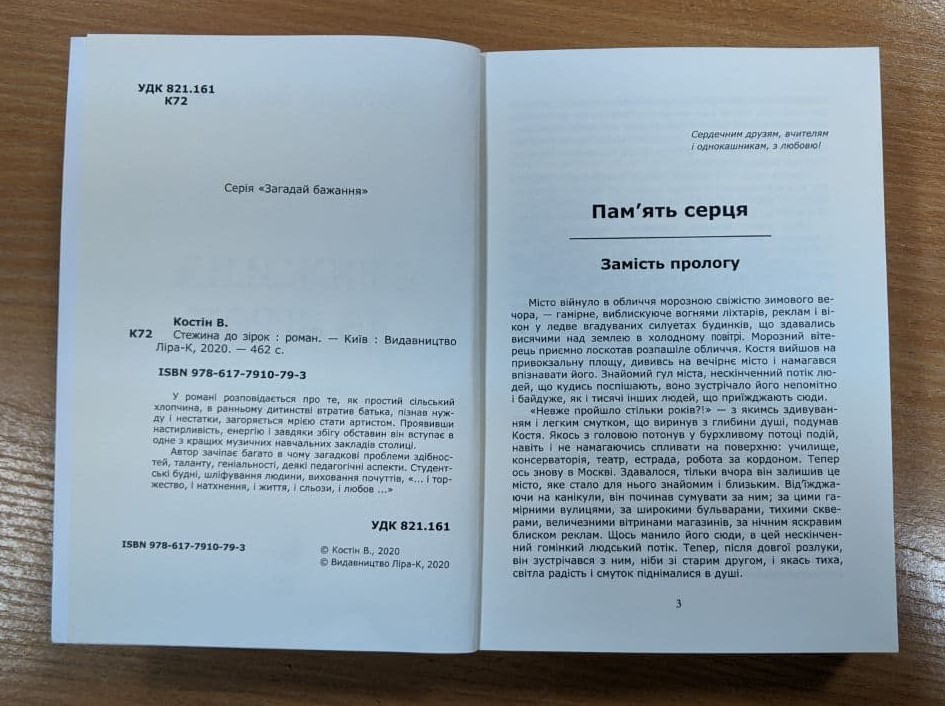 УДК 821.161
К72
Серія «Загадай бажання»
Костін В.
К72 Стежина до зірок : роман. — Київ : Видавництво
Ліра-К, 2020. — 462 с.
ISBN 978-617-7910-79-3
У романі розповідається про те, як простий сільський
хлопчина, в ранньому дитинстві втратив батька, пізнав нуж-
ду і нестатки, загоряється мрією стати артистом. Проявивши
настирливість, енергію і завдяки збігу обставин він вступає в
одне з кращих музичних навчальних закладів столиці.
Автор зачіпає багато в чому загадкові проблеми здібнос-
тей, таланту, геніальності, деякі педагогічні аспекти. Студент-
ські будні, шліфування людини, виховання почуттів, «... і тор-
жество, і натхнення, і життя, і сльози, і любов ...»
УДК 821.161
ISBN 978-617-7910-79-3
© Костін В., 2020
© Видавництво Ліра-К, 2020
Сердечним друзям, вчителям
і однокашникам, з любовю!
Пам’ять серця
Замість прологу
Місто війнуло в обличчя морозною свіжістю зимового ве-
чора, — гамірне, виблискуюче вогнями ліхтарів, реклам і ві-
кон у ледве вгадуваних силуетах будинків, що здавались
висячими над землею в холодному повітрі. Морозний віте-
рець приємно лоскотав розпашіле обличчя. Костя вийшов на
привокзальну площу, дививсь на вечірнє місто і намагався
впізнавати його. Знайомий гул міста, нескінченний потік лю-
дей, що кудись поспішають, воно зустрічало його непомітно
і байдуже, як і тисячі інших людей, що приїжджають сюди.
«Невже пройшло стільки років?!» — з якимсь здивуван-
ням і легким смутком, що виринув з глибини душі, подумав
Костя. Якось з головою потонув у бурхливому потоці подій,
навіть і не намагаючись спливати на поверхню: училище,
консерваторія, театр, естрада, робота за кордоном. Тепер
ось знову в Москві. Здавалося, тільки вчора він залишив це
місто, яке стало для нього знайомим і близьким. Від’їжджа-
ючи на канікули, він починав сумувати за ним; за цими га-
мірними вулицями, за широкими бульварами, тихими скве-
рами, величезними вітринами магазинів, за нічним яскравим
блиском реклам. Щось манило його сюди, в цей нескінчен-
ний гомінкий людський потік. Тепер, після довгої розлуки,
він зустрічався з ним, ніби зі старим другом, і якась тиха,
світла радість і смуток піднімалися в душі.
3